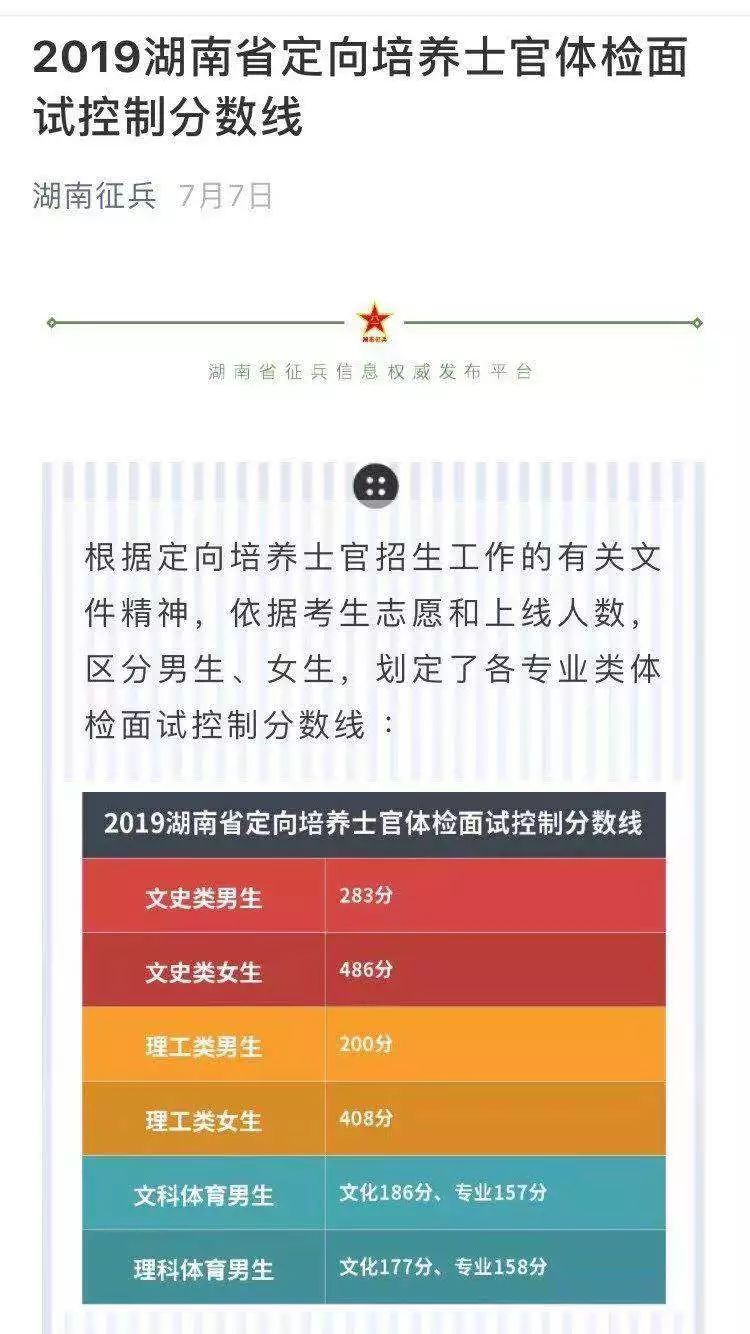 2019湖南省定向培养士官体检面
试控制分数线
湖南征兵 7月7日
湖南征兵
湖南省征兵信息权威发布平台
根据定向培养士官招生工作的有关文
件精神，依据考生志愿和上线人数，
区分男生、女生，划定了各专业类体
检面试控制分数线：
2019湖南省定向培养士官体检面试控制分数线
文史类男生 283分
文史类女生 486分
理工类男生 200分
理工类女生 408分
文科体育男生 文化186分、专业157分
理科体育男生 文化177分、专业158分